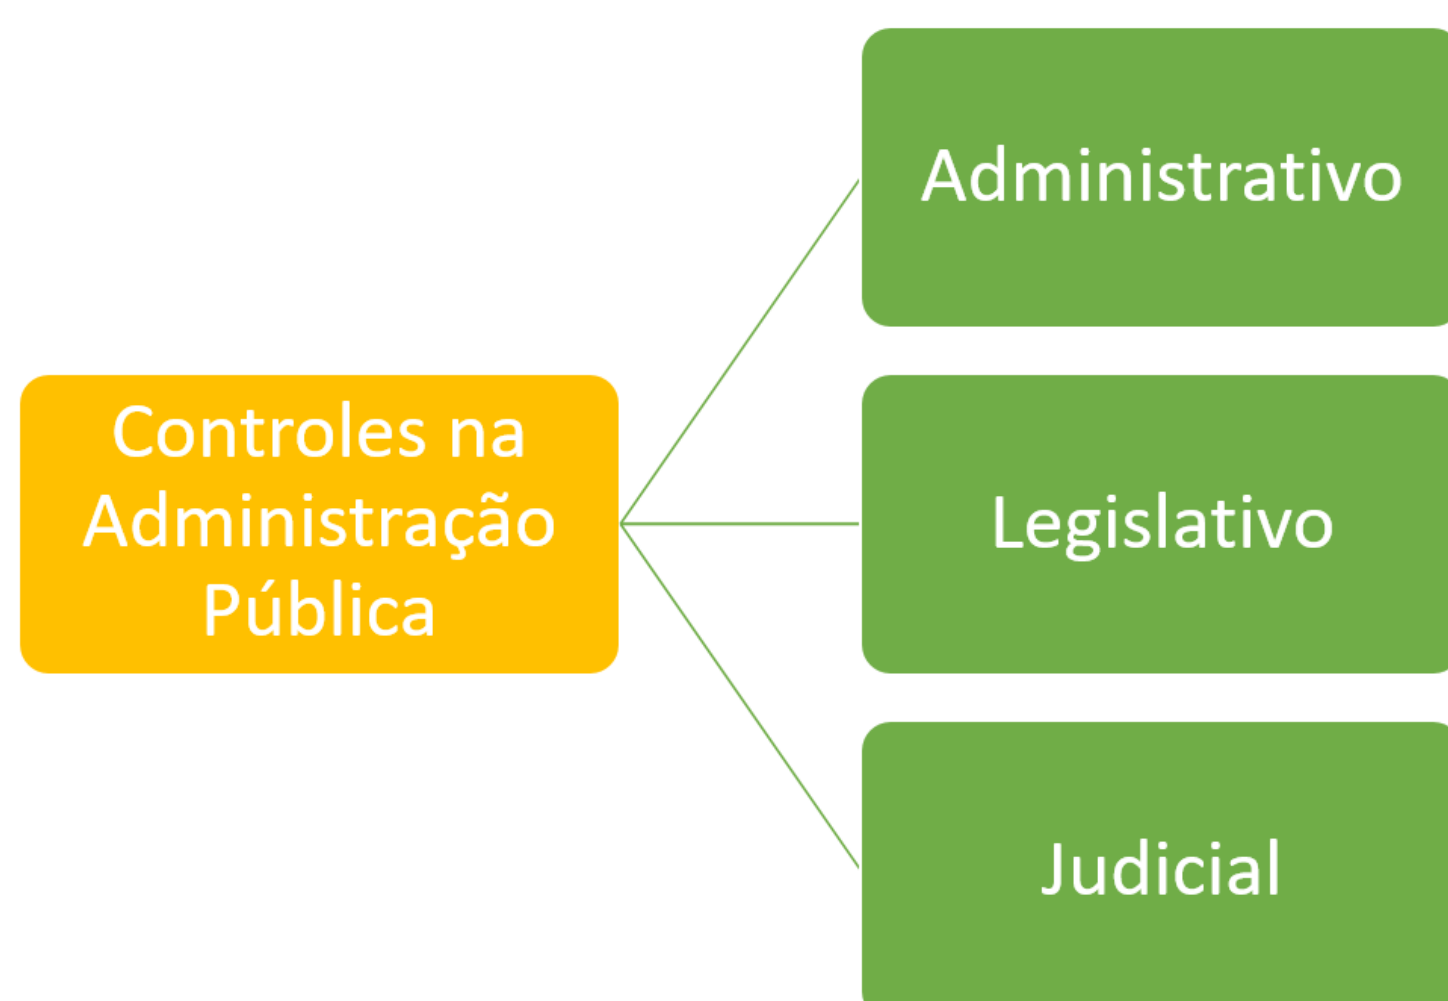 Controles na
Administração
Pública
Administrativo
Legislativo
Judicial